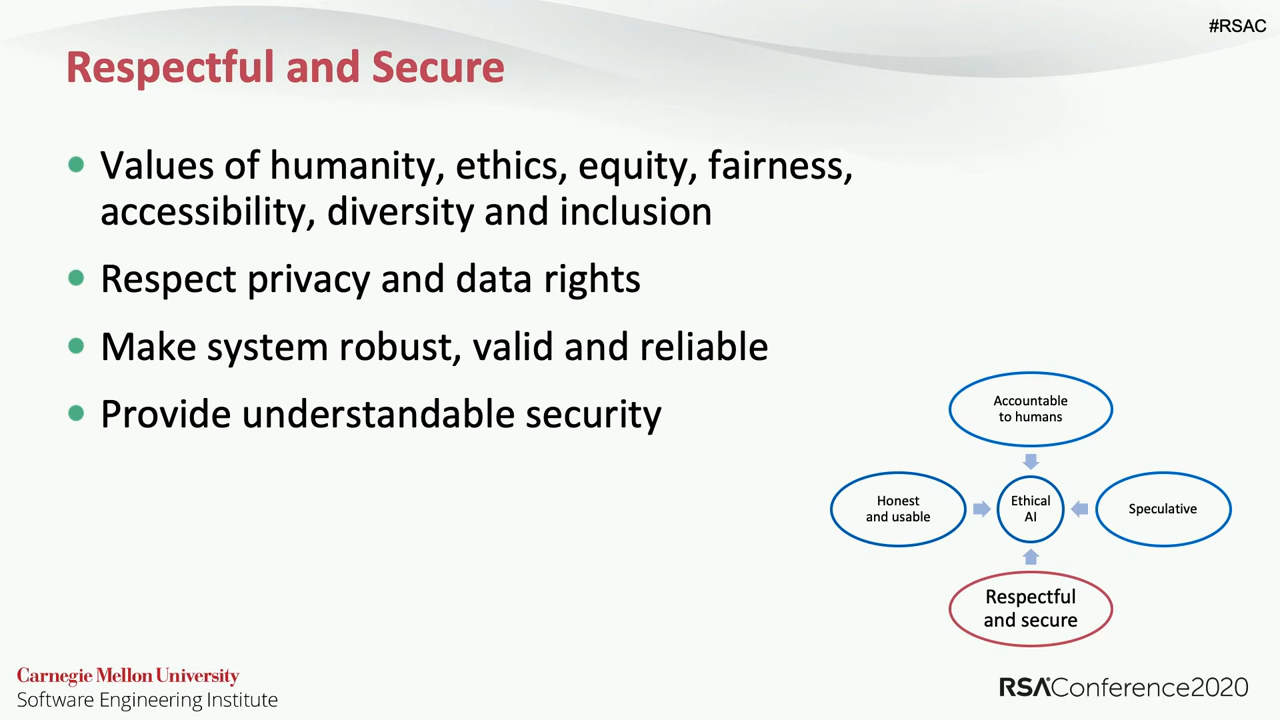 #RSAC
Respectful and Secure
Values of humanity, ethics, equity, fairness,
accessibility, diversity and inclusion
Respect privacy and data rights
Make system robust, valid and reliable
Provide understandable security
Accountable
to humans
Honest
and usable
Ethical
AI
Speculative
Respectful
and secure
Carnegie Mellon University
Software Engineering Institute
RSAConference2020